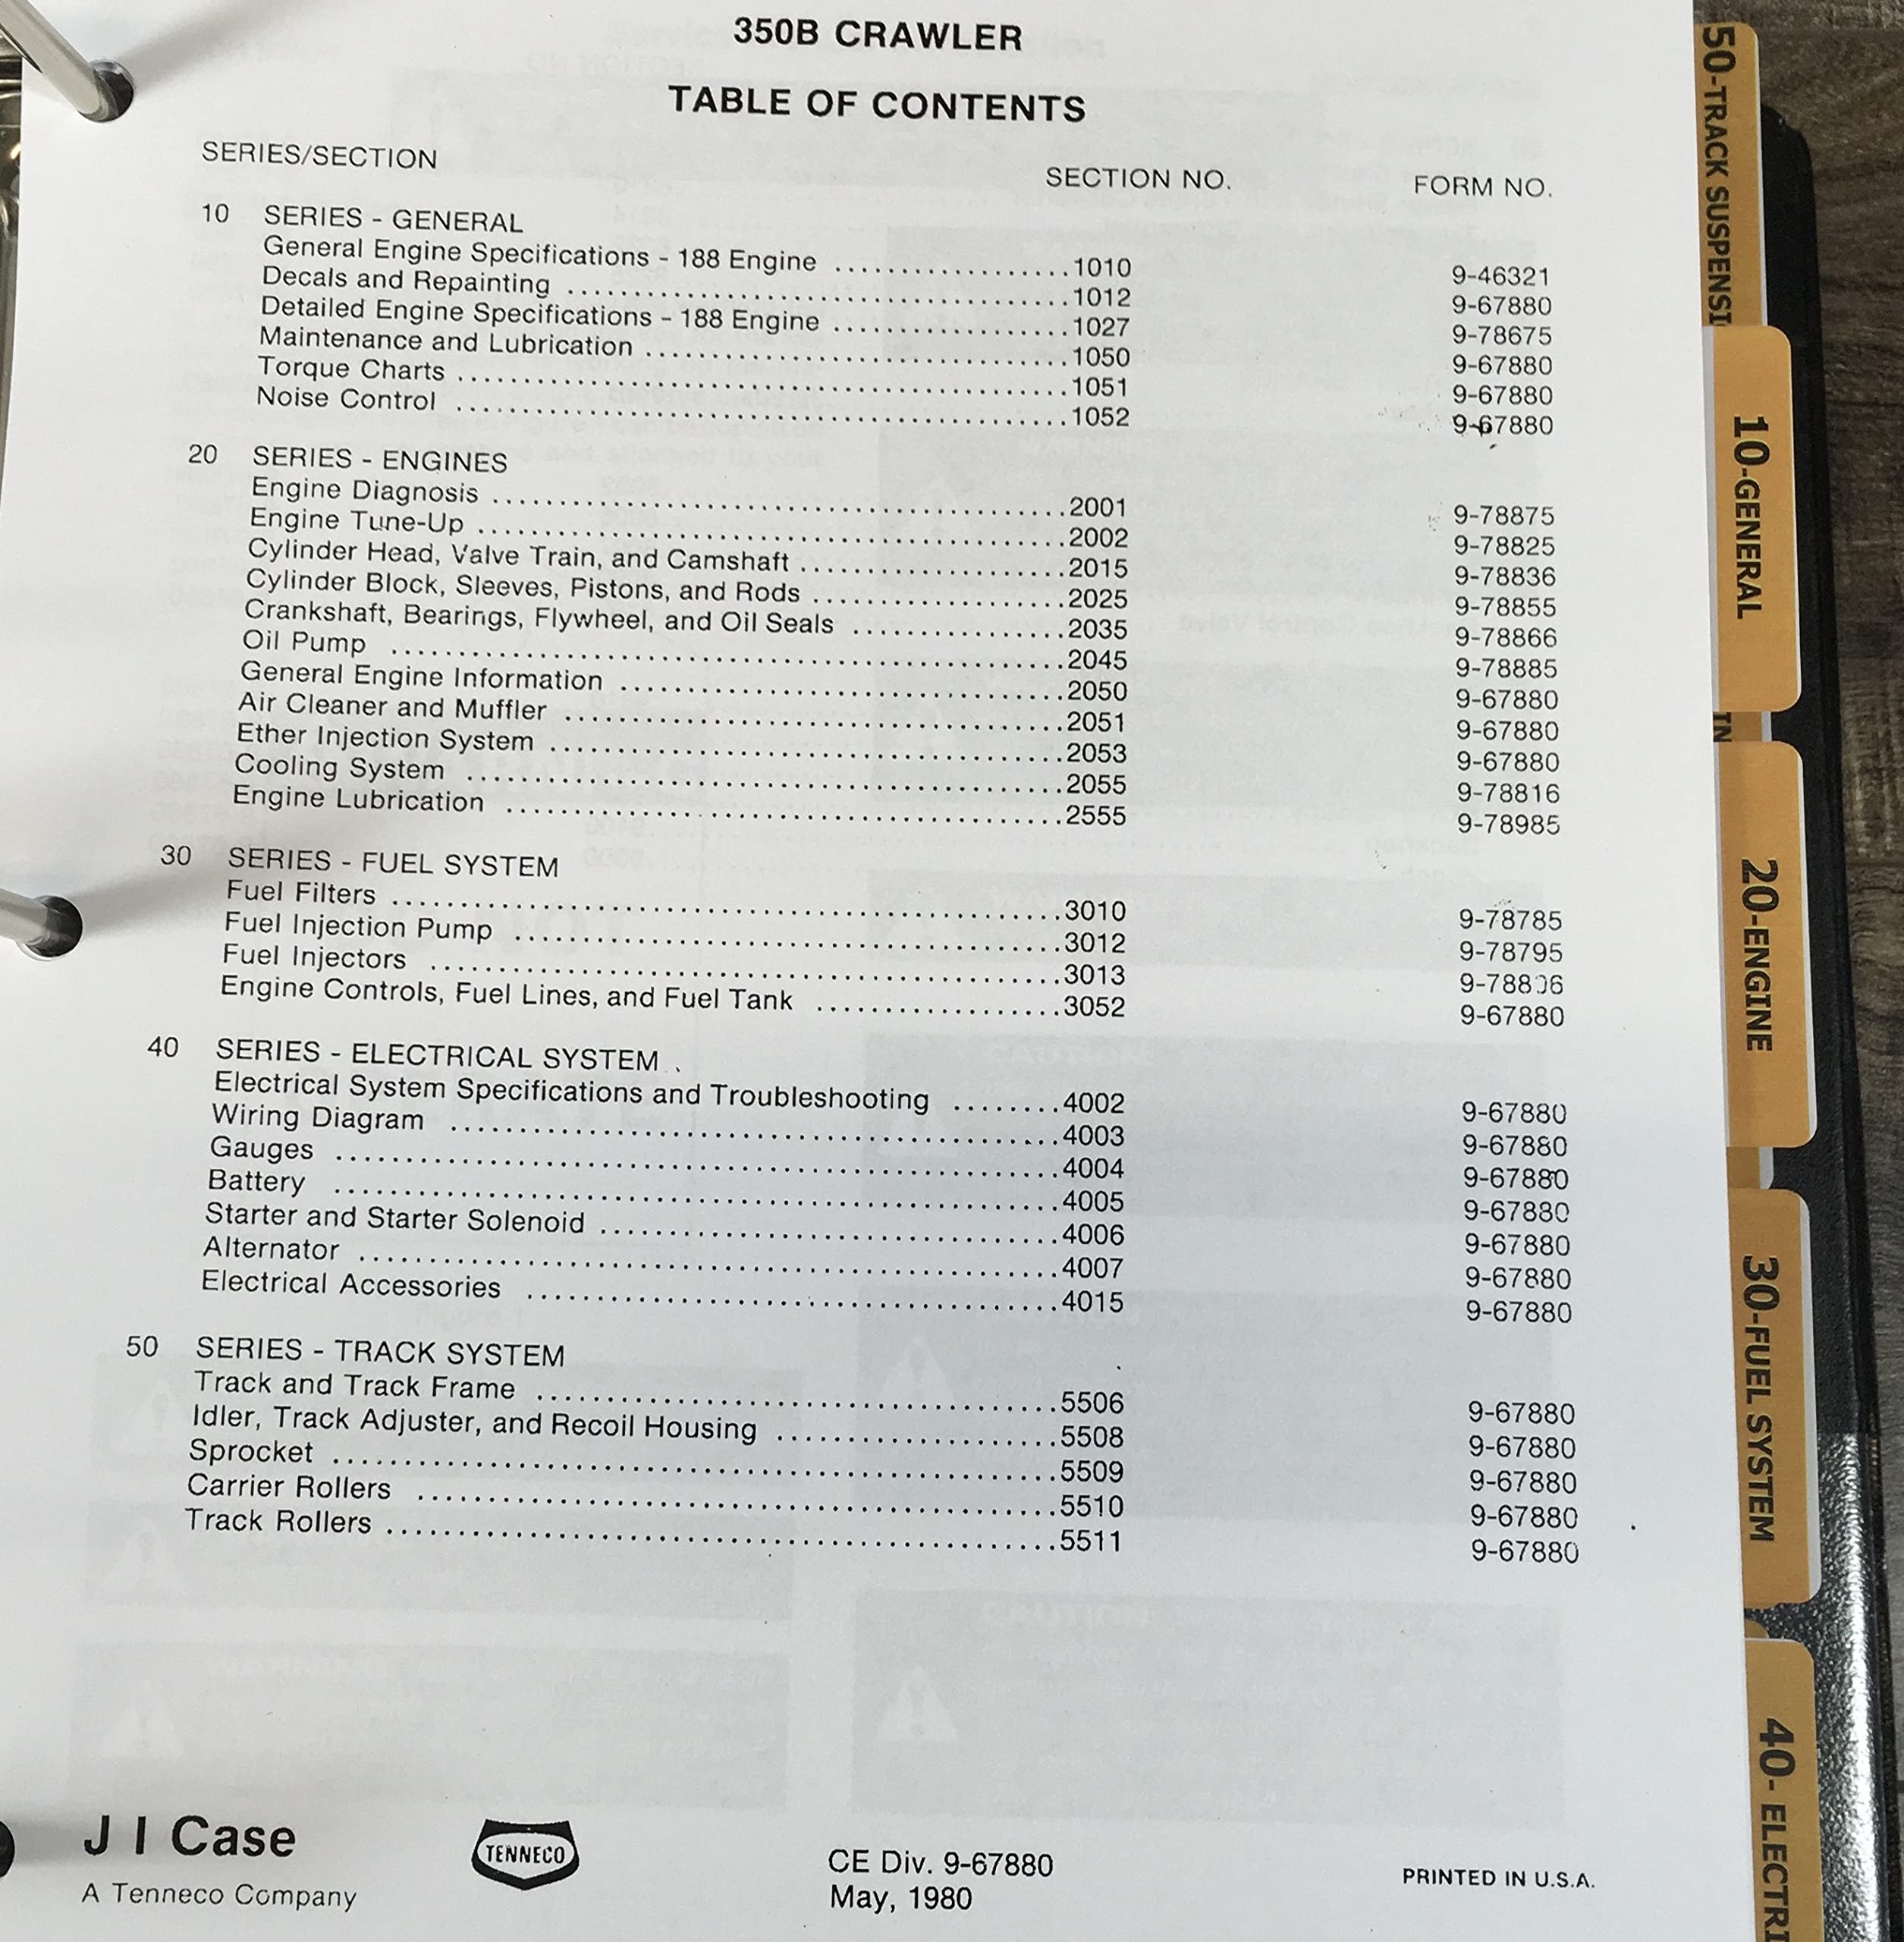 350B CRAWLER
TABLE OF CONTENTS
SERIES/SECTION SECTION NO. FORM NO.
10 SERIES - GENERAL
General Engine Specifications - 188 Engine .................. 1010 9-46321
Decals and Repainting ...................................... 1012 9-67880
Detailed Engine Specifications - 188 Engine .................. 1027 9-78675
Maintenance and Lubrication ................................ 1050 9-67880
Torque Charts .............................................. 1051 9-67880
Noise Control .............................................. 1052 9-67880
20 SERIES - ENGINES
Engine Diagnosis ........................................... 2001 9-78875
Engine Tune-Up ............................................ 2002 9-78825
Cylinder Head, Valve Train, and Camshaft .................... 2015 9-78836
Cylinder Block, Sleeves, Pistons, and Rods ................... 2025 9-78855
Crankshaft, Bearings, Flywheel, and Oil Seals ................ 2035 9-78866
Oil Pump ................................................... 2045 9-78885
General Engine Information ................................. 2050 9-67880
Air Cleaner and Muffler ..................................... 2051 9-67880
Ether Injection System ...................................... 2053 9-67880
Cooling System ............................................. 2055 9-78816
Engine Lubrication .......................................... 2555 9-78985
30 SERIES - FUEL SYSTEM
Fuel Filters .................................................. 3010 9-78785
Fuel Injection Pump ......................................... 3012 9-78795
Fuel Injectors ............................................... 3013
Engine Controls, Fuel Lines, and Fuel Tank .................. 3052 9-67880
40 SERIES - ELECTRICAL SYSTEM
Electrical System Specifications and Troubleshooting ........ 4002 9-67880
Wiring Diagram .............................................. 4003 9-67880
Gauges ...................................................... 4004 9-67880
Battery ...................................................... 4005 9-67880
Starter and Starter Solenoid .................................. 4006 9-67880
Alternator .................................................... 4007 9-67880
Electrical Accessories ........................................ 4015 9-67880
50 SERIES - TRACK SYSTEM
Track and Track Frame ....................................... 5506 9-67880
Idler, Track Adjuster, and Recoil Housing ..................... 5508 9-67880
Sprocket ..................................................... 5509 9-67880
Carrier Rollers ............................................... 5510 9-67880
Track Rollers ................................................. 5511 9-67880
J I Case
A Tenneco Company
TENNECO
CE Div. 9-67880
May, 1980
PRINTED IN U.S.A.
50-TRACK SUSPENSI
10-GENERAL
20-ENGINE
30-FUEL SYSTEM
40- ELECTRI